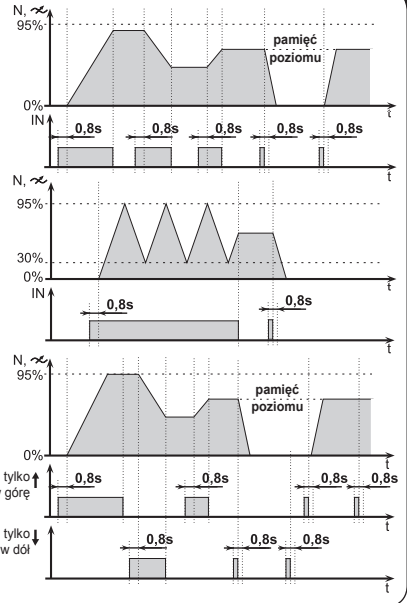 N,
95%
pamięć
poziomu
0%
t
IN
0,8s 0,8s 0,8s 0,8s 0,8s
t
N,
95%
30%
0%
t
IN
0,8s 0,8s
t
N,
95%
pamięć
poziomu
0%
t
tylko
górę
0,8s 0,8s 0,8s 0,8s
t
tylko
w dół
0,8s 0,8s 0,8s
t